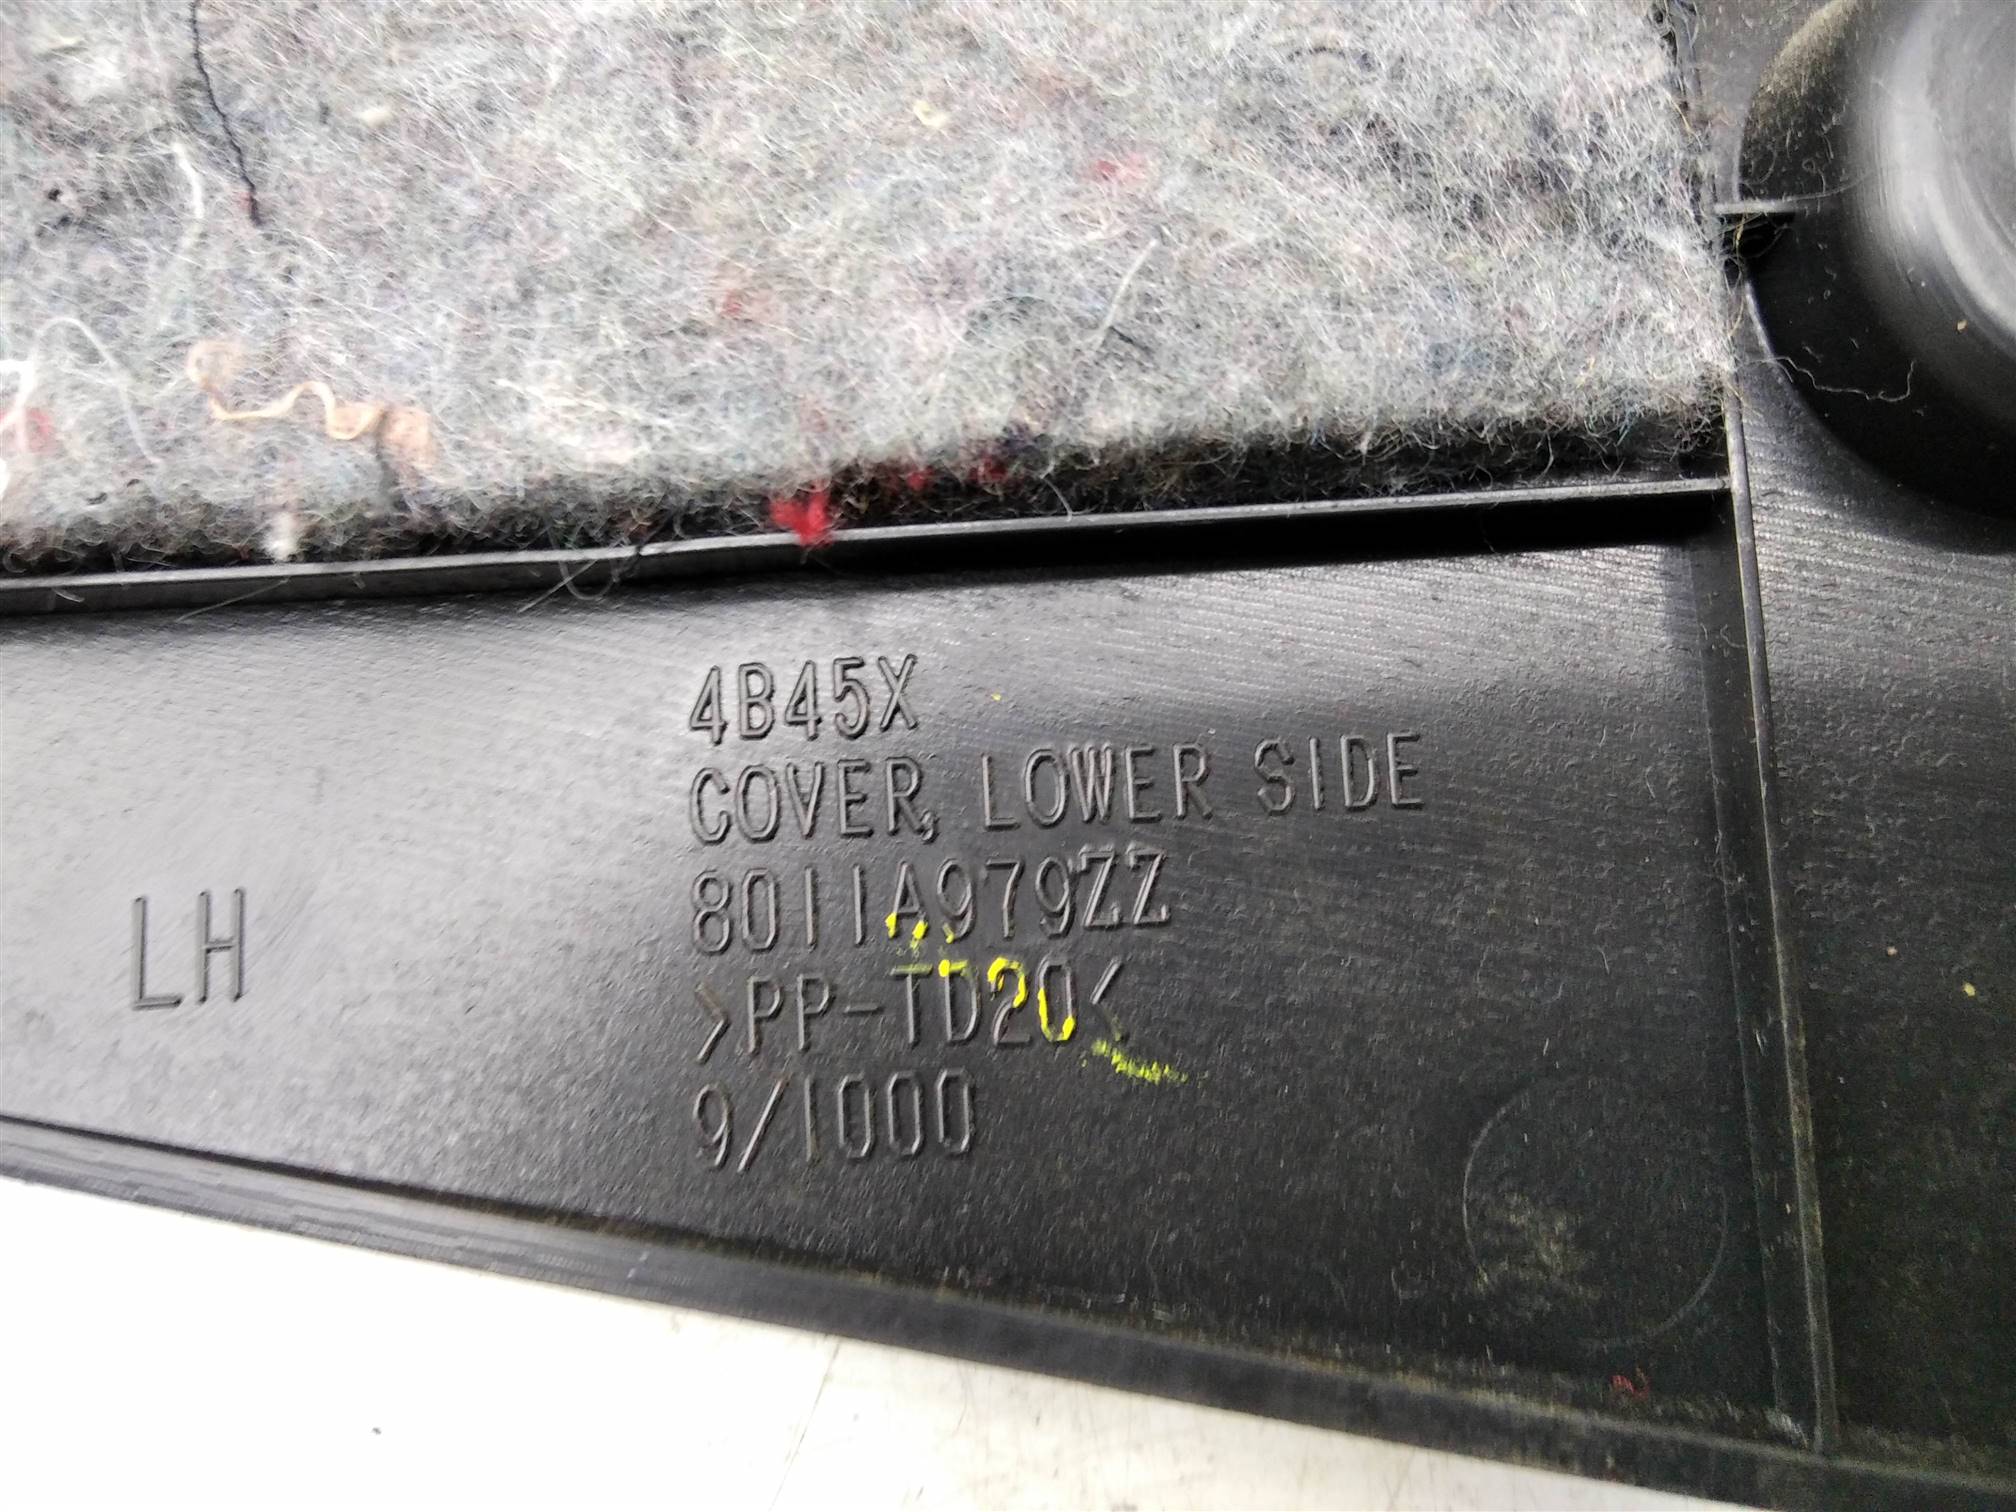 4B45X
COVER, LOWER SIDE
8011A979ZZ
LH
>PP-TD20<
9/1000